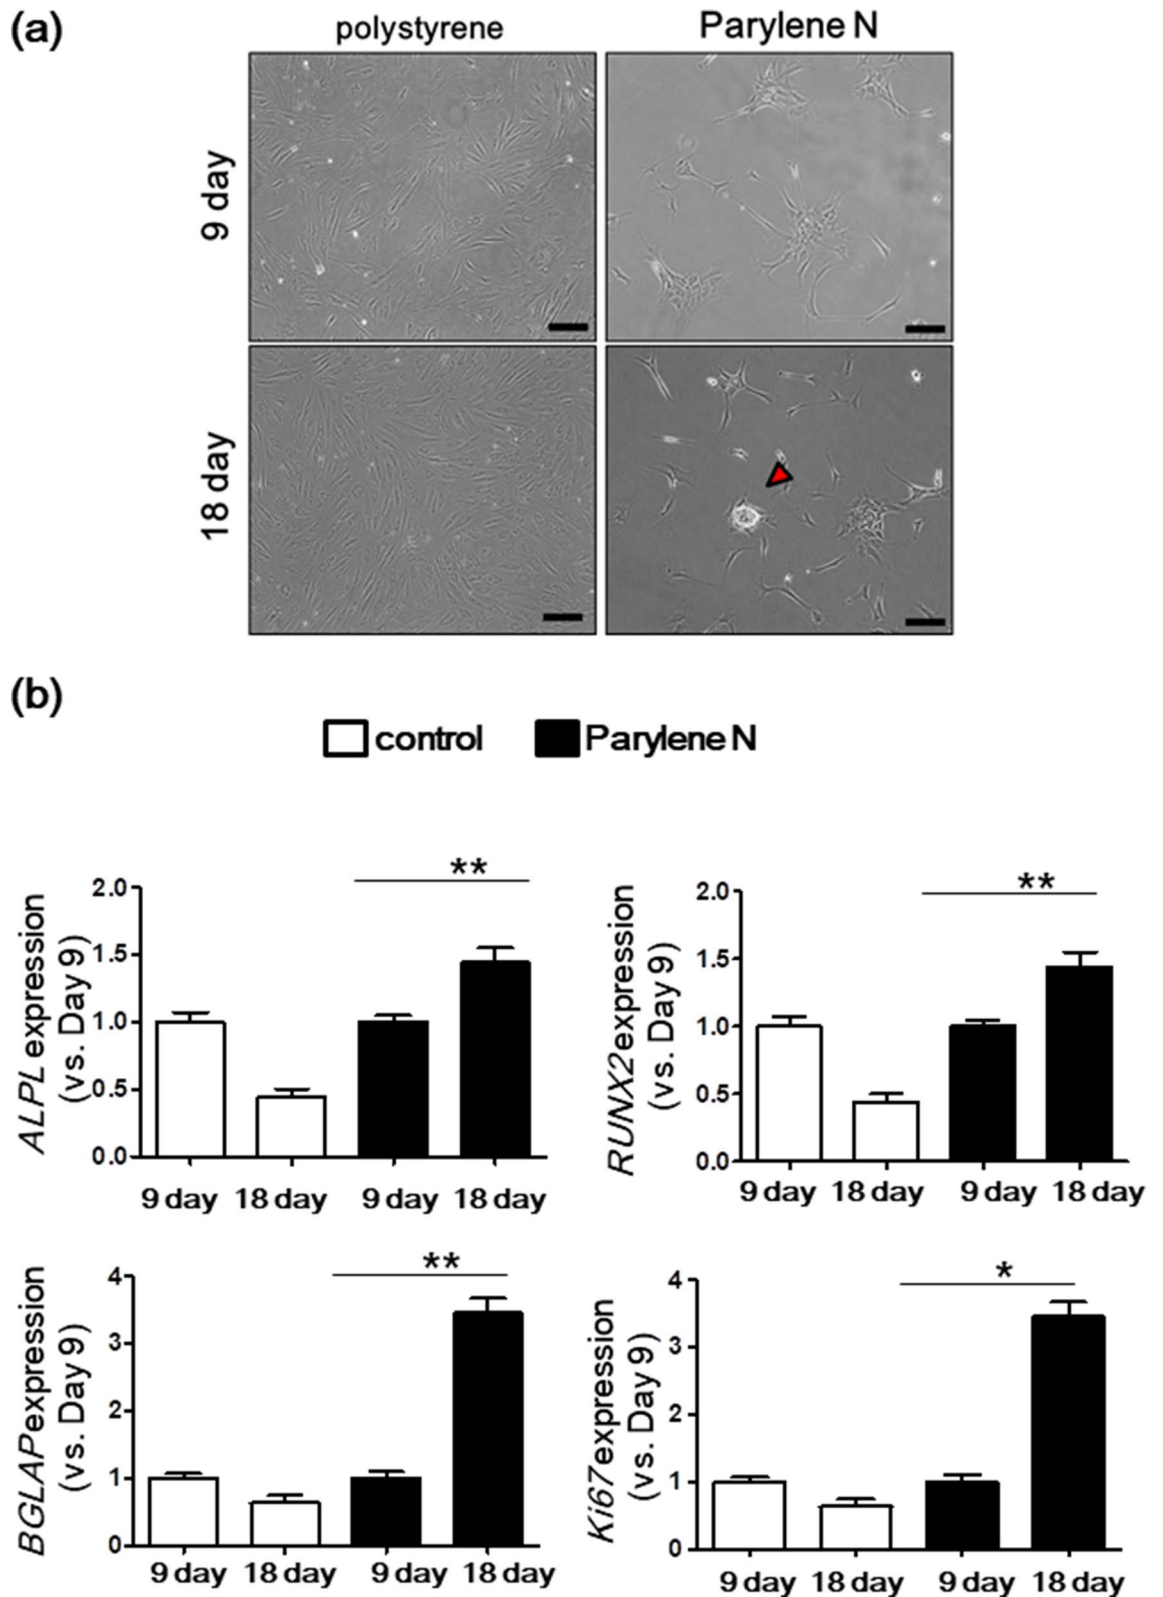 (a)
polystyrene Parylene N
9 day
18 day
(b)
control Parylene N
ALPL expression
(vs. Day 9)
2.0
1.5
1.0
0.5
0.0
**
9 day 18 day 9 day 18 day
RUNX2 expression
(vs. Day 9)
2.0
1.5
1.0
0.5
0.0
**
9 day 18 day 9 day 18 day
BGLAP expression
(vs. Day 9)
4
3
2
1
0
**
9 day 18 day 9 day 18 day
Ki67 expression
(vs. Day 9)
4
3
2
1
0
*
9 day 18 day 9 day 18 day